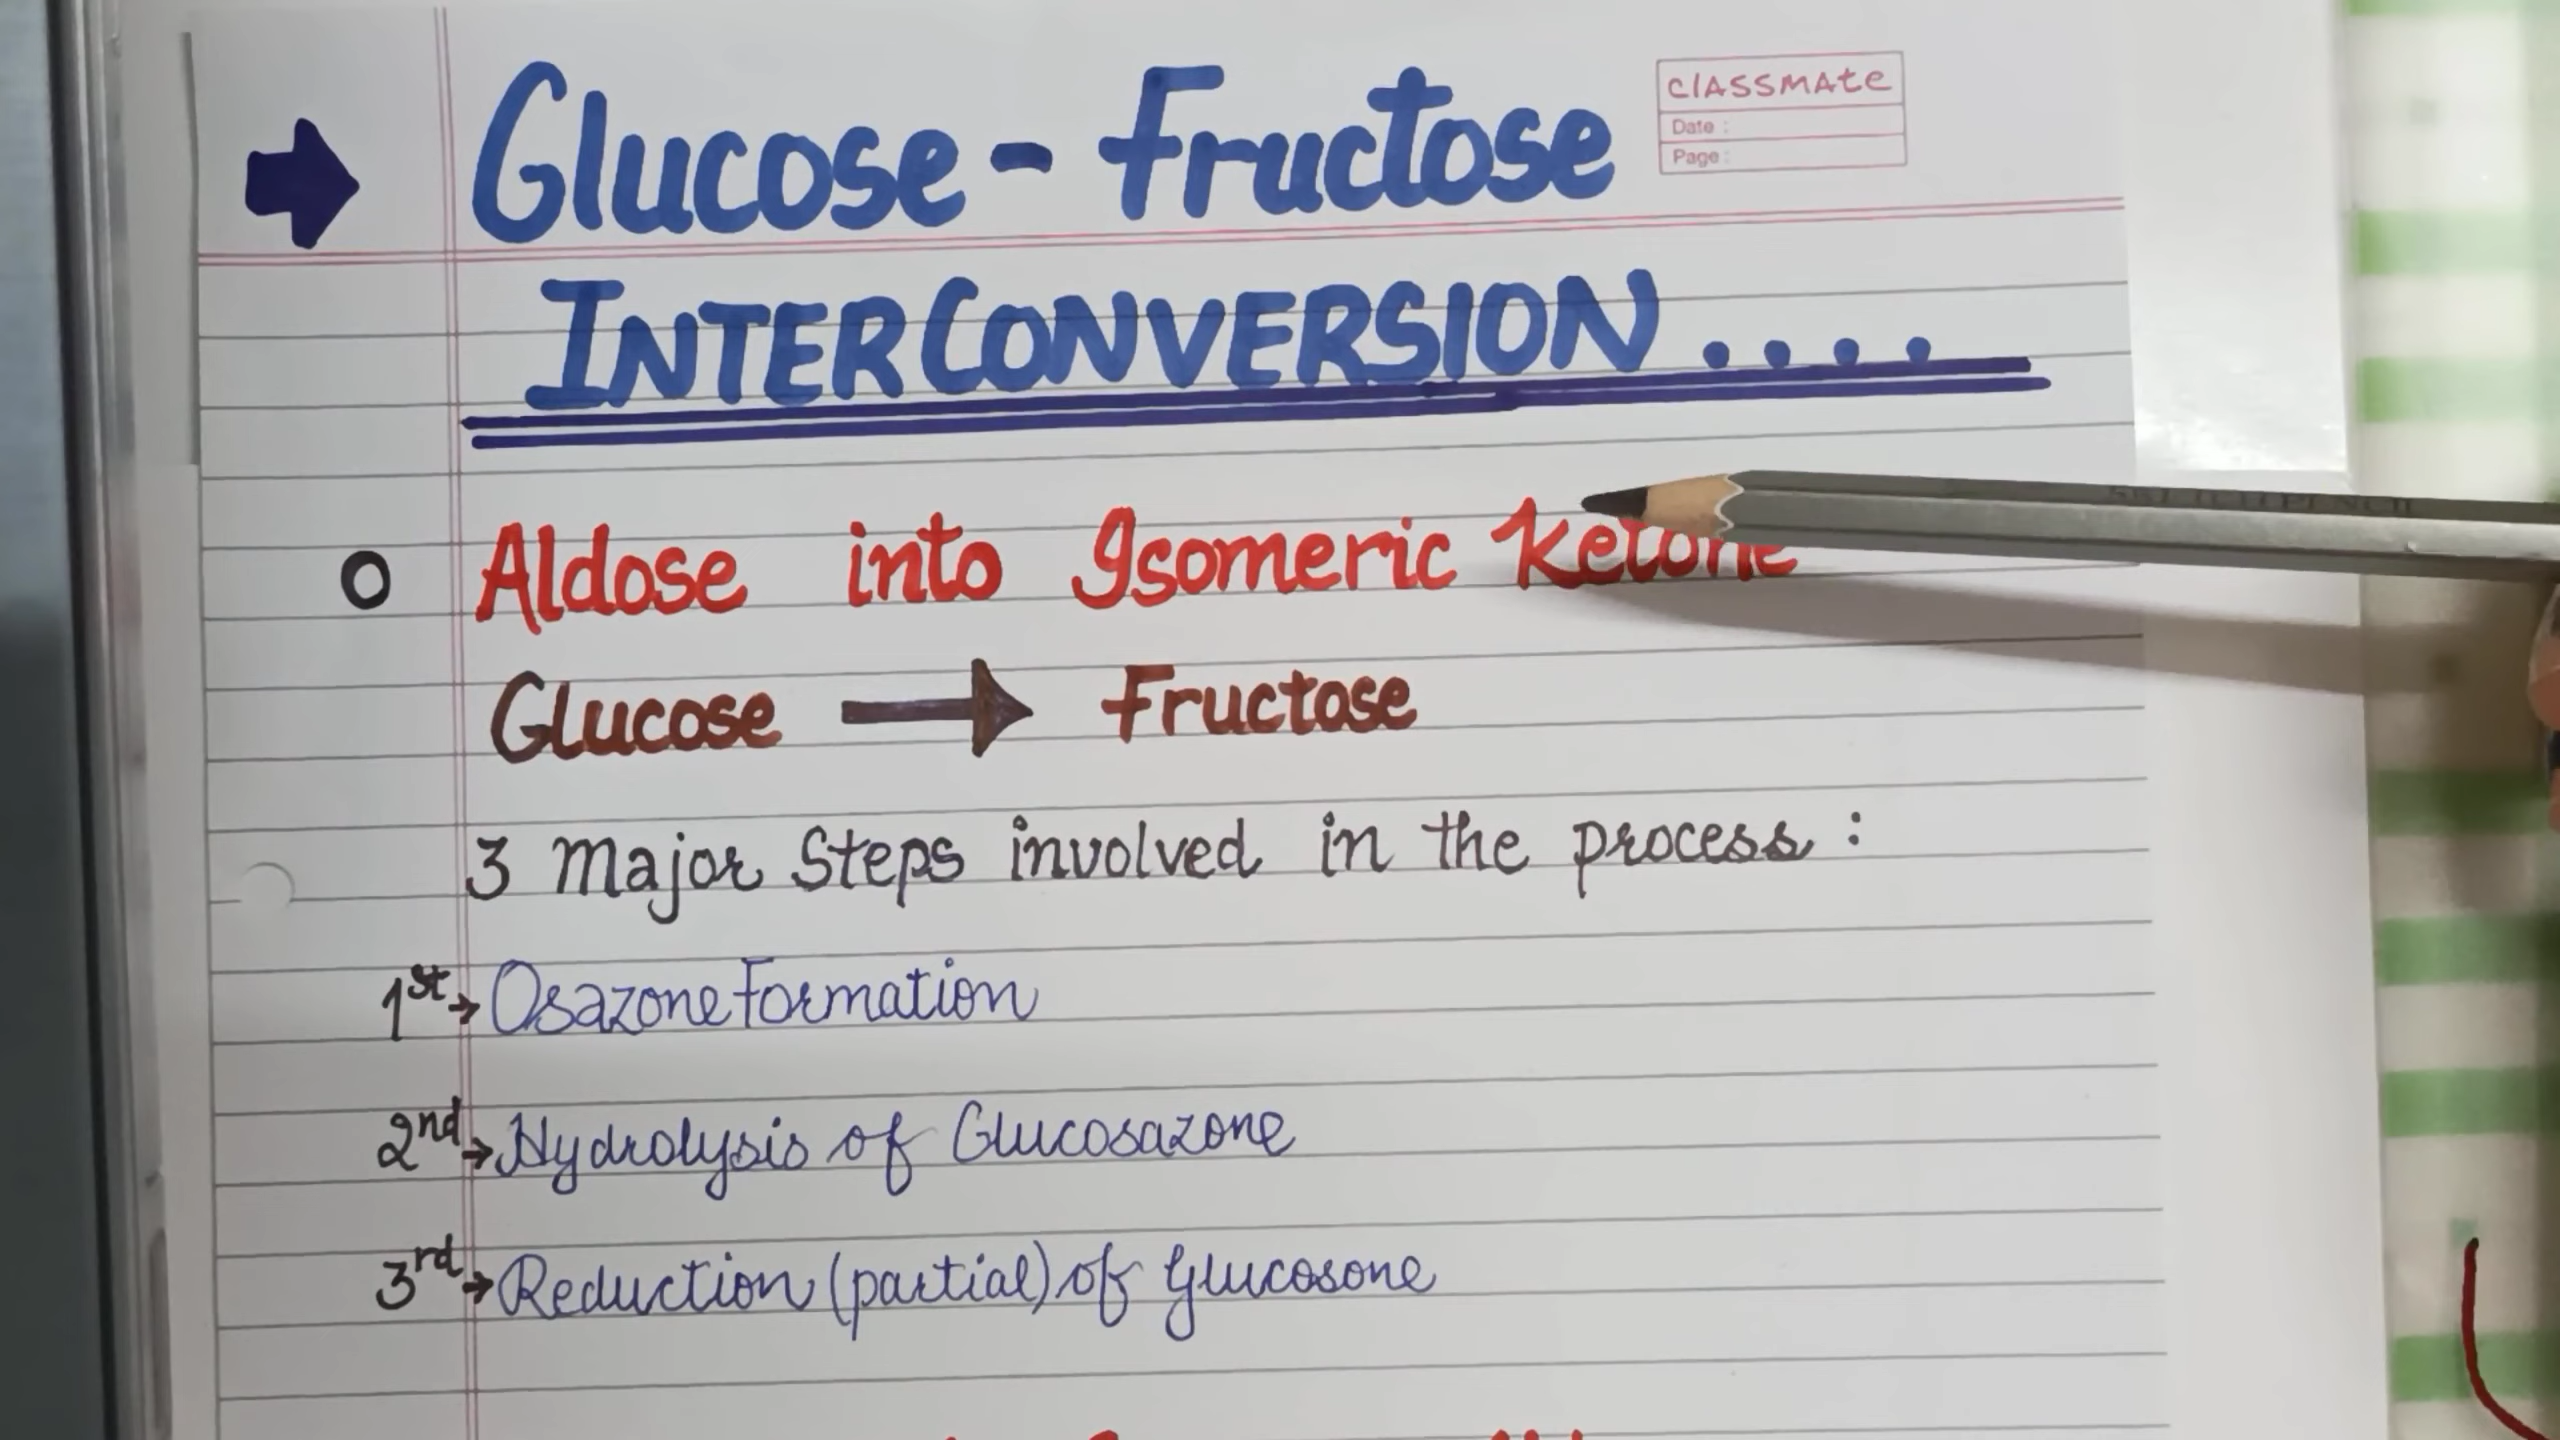 Glucose - Fructose
classmate
Date :
Page :
INTERCONVERSION ....
Aldose into Isomeric Ketone
Glucose → Fructose
3 Major Steps involved in the process :
1st → Osazone Formation
2nd → Hydrolysis of Glucosazone
3rd → Reduction (partial) of Glucosone